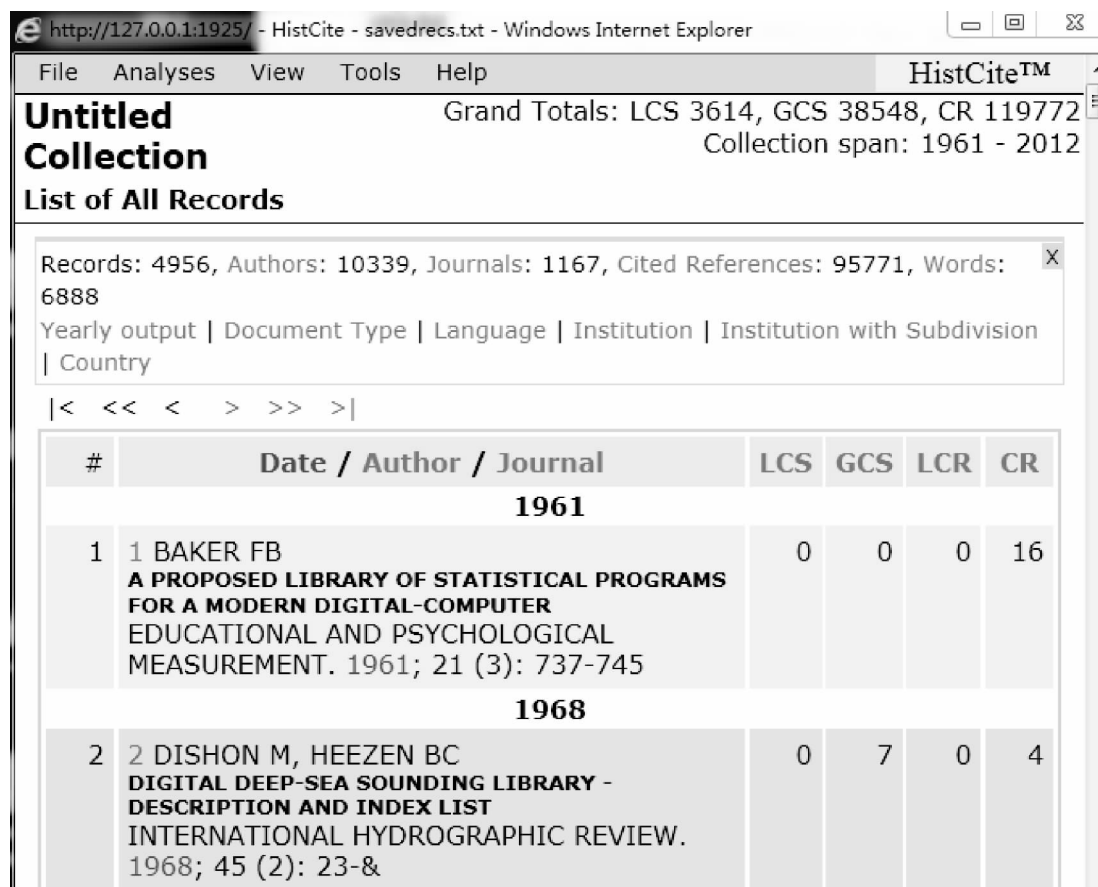 http://127.0.0.1:1925/ - HistCite - savedrecs.txt - Windows Internet Explorer
File Analyses View Tools Help HistCite™
Untitled Grand Totals: LCS 3614, GCS 38548, CR 119772
Collection Collection span: 1961 - 2012
List of All Records
Records: 4956, Authors: 10339, Journals: 1167, Cited References: 95771, Words: X
6888
Yearly output | Document Type | Language | Institution | Institution with Subdivision
| Country
|< << < > >> >|
# Date / Author / Journal LCS GCS LCR CR
1961
1 1 BAKER FB 0 0 0 16
A PROPOSED LIBRARY OF STATISTICAL PROGRAMS
FOR A MODERN DIGITAL-COMPUTER
EDUCATIONAL AND PSYCHOLOGICAL
MEASUREMENT. 1961; 21 (3): 737-745
1968
2 2 DISHON M, HEEZEN BC 0 7 0 4
DIGITAL DEEP-SEA SOUNDING LIBRARY -
DESCRIPTION AND INDEX LIST
INTERNATIONAL HYDROGRAPHIC REVIEW.
1968; 45 (2): 23-&